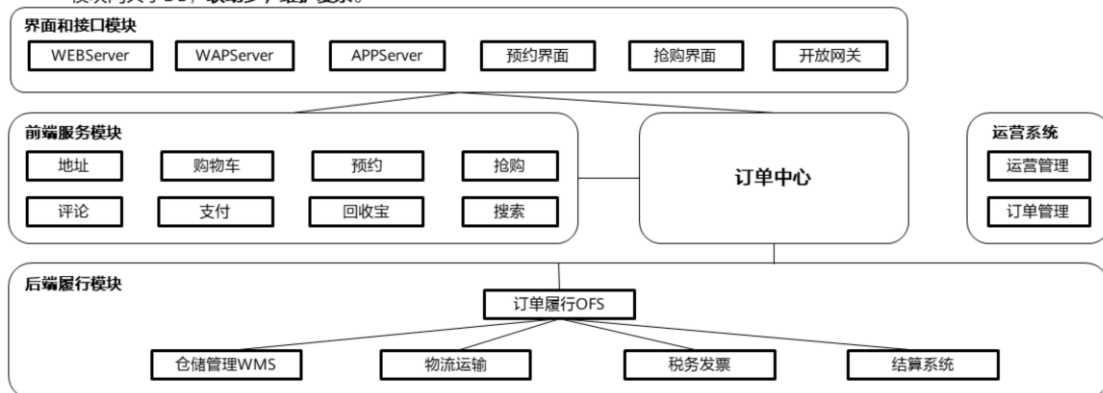 界面和接口模块
WEBServer WAPServer APPServer 预约界面 抢购界面 开放网关
前端服务模块
地址 购物车 预约 抢购
评论 支付 回收宝 搜索
订单中心
运营系统
运营管理
订单管理
后端履行模块
订单履行OFS
仓储管理WMS 物流运输 税务发票 结算系统